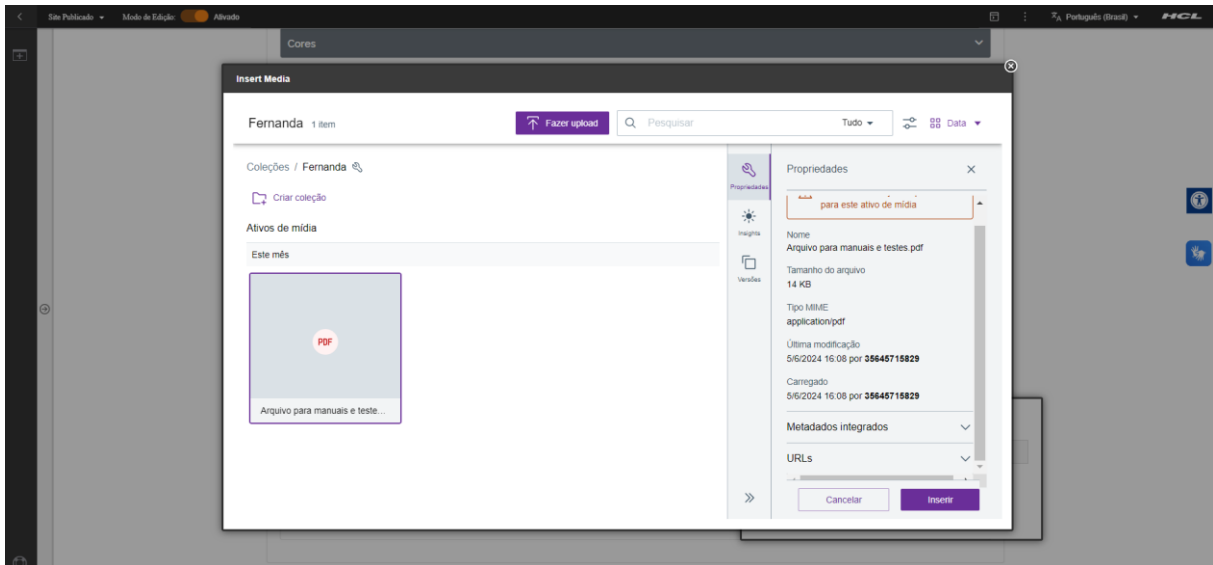 Site Publicado
Modo de Edição:
Ativado
Português (Brasil)
HCL
Cores
Insert Media
Fernanda 1 item
Fazer upload
Pesquisar
Tudo
Data
Coleções / Fernanda
Criar coleção
Ativos de mídia
Este mês
PDF
Arquivo para manuais e teste...
Propriedades
Insights
Versões
Propriedades
para este ativo de mídia
Nome
Arquivo para manuais e testes.pdf
Tamanho do arquivo
14 KB
Tipo MIME
application/pdf
Última modificação
5/6/2024 16:08 por 35645715829
Carregado
5/6/2024 16:08 por 35645715829
Metadados integrados
URLs
Cancelar
Inserir